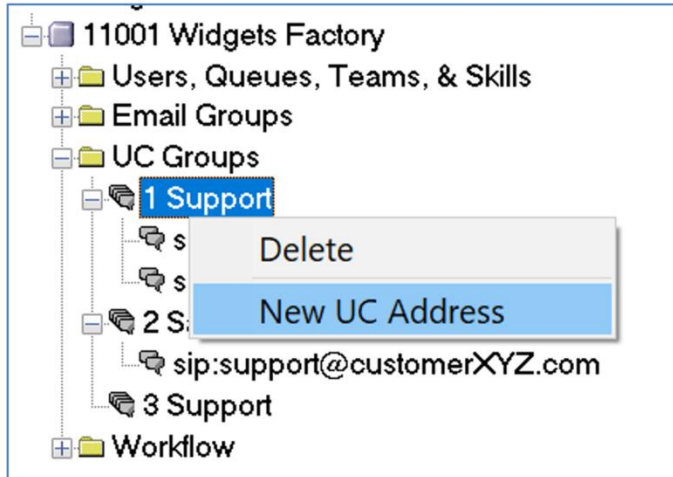 11001 Widgets Factory
Users, Queues, Teams, & Skills
Email Groups
UC Groups
1 Support
s
Delete
s
New UC Address
2 S
sip:support@customerXYZ.com
3 Support
Workflow